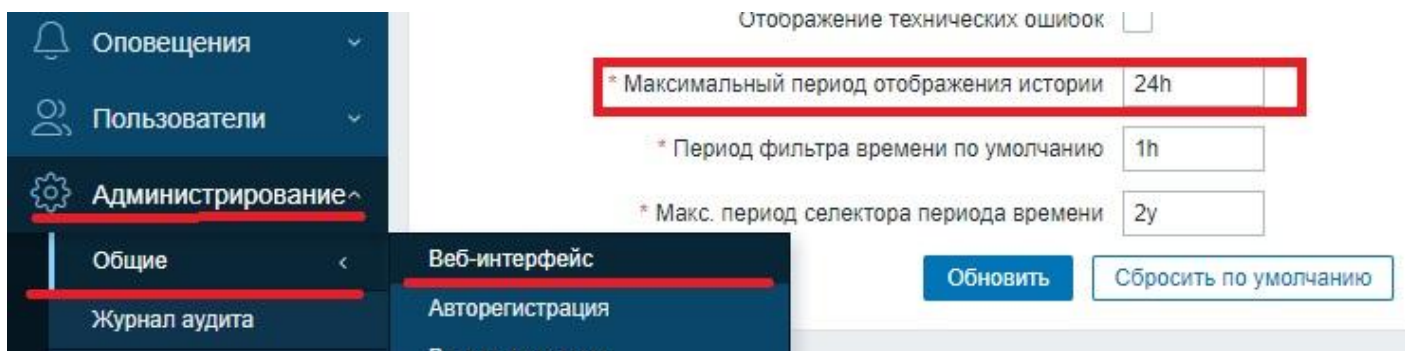 Оповещения
Пользователи
Администрирование
Общие
Журнал аудита
Веб-интерфейс
Авторегистрация
Отображение технических ошибок
* Максимальный период отображения истории 24h
* Период фильтра времени по умолчанию 1h
* Макс. период селектора периода времени 2y
Обновить Сбросить по умолчанию